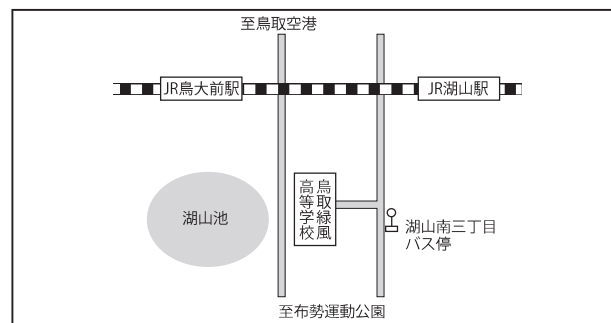 至鳥取空港
JR鳥大前駅
JR湖山駅
湖山池
鳥取緑風
高等学校
湖山南三丁目
バス停
至布勢運動公園